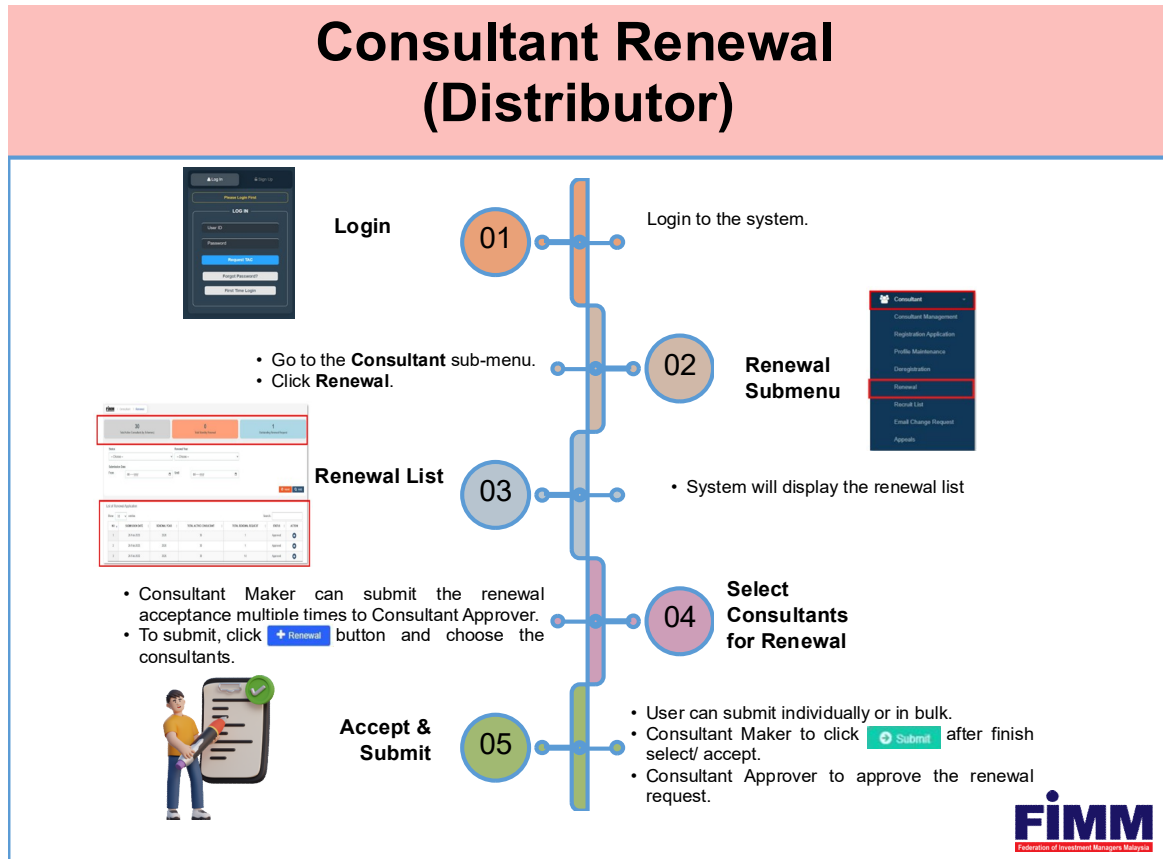 Consultant Renewal
(Distributor)
Log In
Sign Up
Please Login First
LOG IN
User ID
Password
Request TAC
Forgot Password?
First Time Login
Login
01
Login to the system.
• Go to the Consultant sub-menu.
• Click Renewal.
02
Renewal
Submenu
Consultant
Consultant Management
Registration Application
Profile Maintenance
Deregistration
Renewal
Recruit List
Email Change Request
Appeals
Renewal List
03
• System will display the renewal list
• Consultant Maker can submit the renewal
acceptance multiple times to Consultant Approver.
• To submit, click + Renewal button and choose the
consultants.
04
Select
Consultants
for Renewal
Accept &
Submit
05
• User can submit individually or in bulk.
• Consultant Maker to click Submit after finish
select/ accept.
• Consultant Approver to approve the renewal
request.
FIMM
Federation of Investment Managers Malaysia